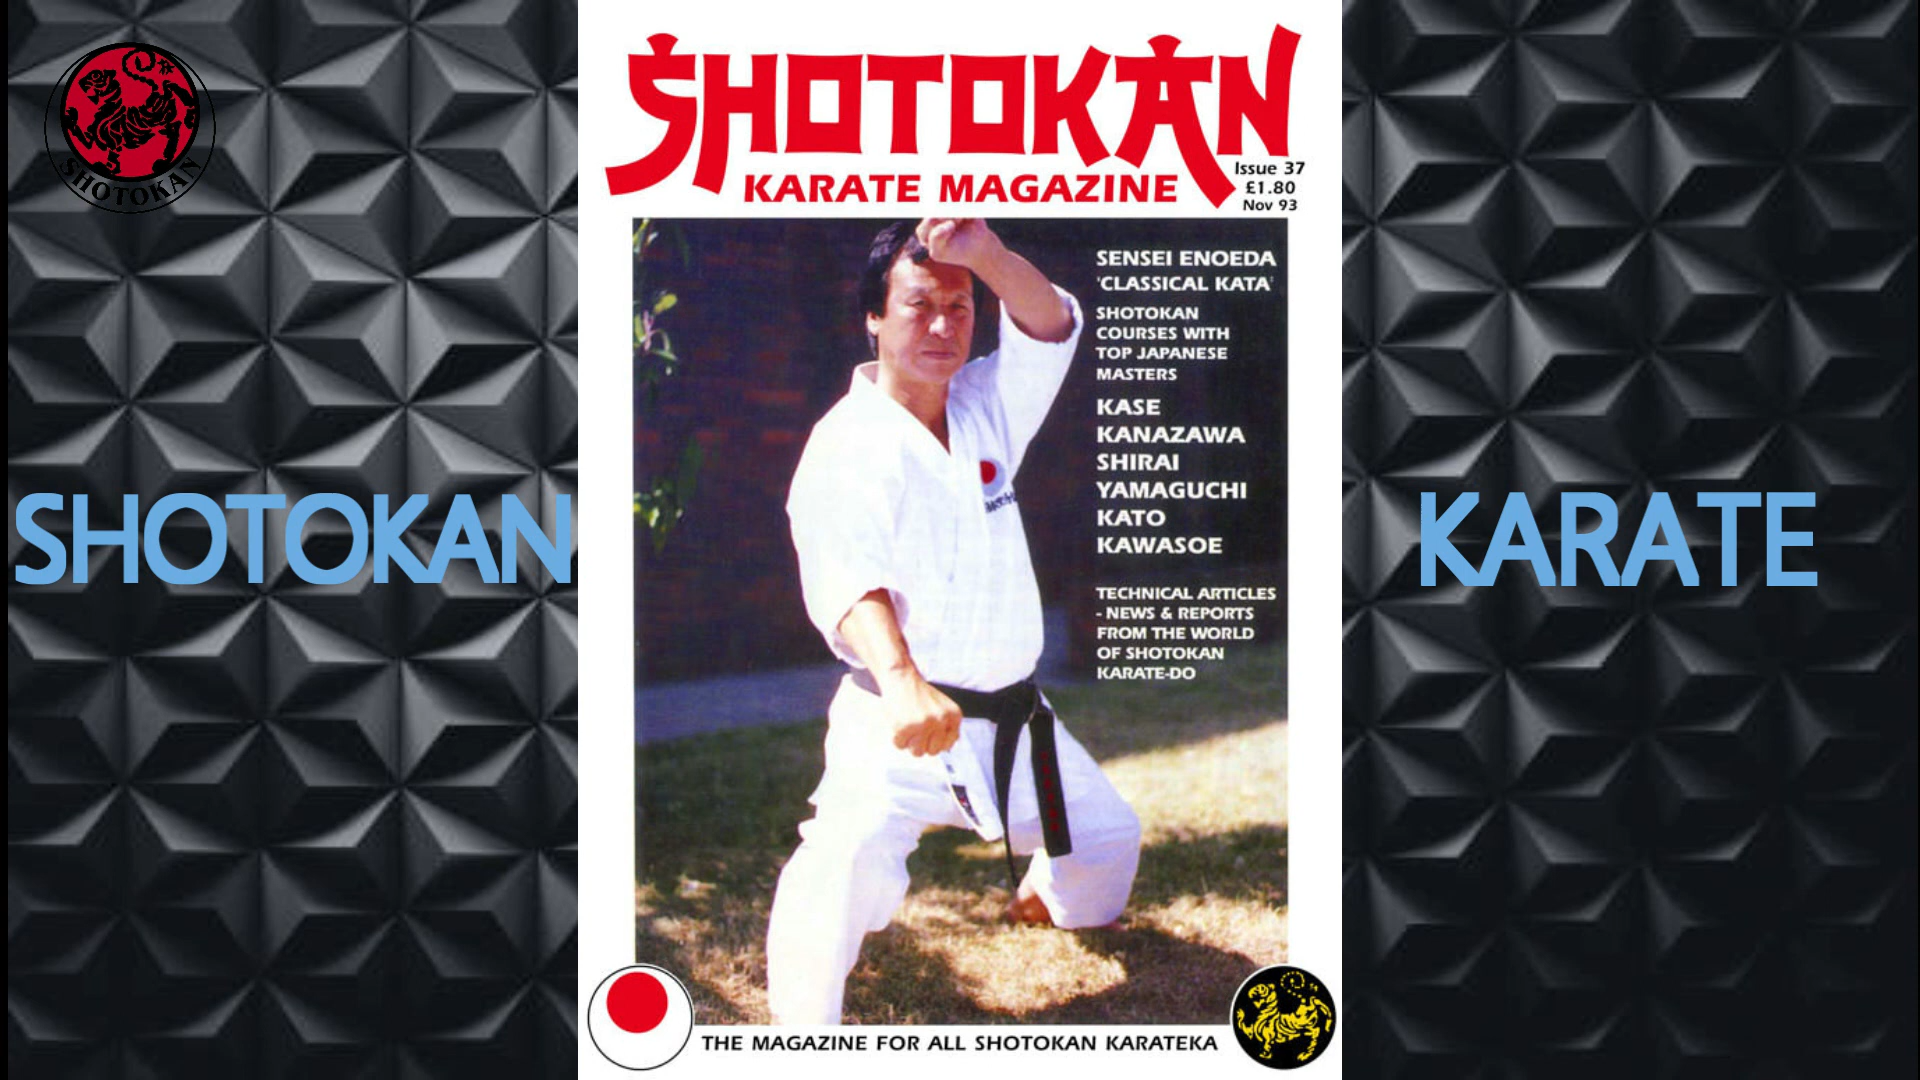 SHOTOKAN
SHOTOKAN
KARATE MAGAZINE
Issue 37
£1.80
Nov 93
SENSEI ENOEDA
'CLASSICAL KATA'
SHOTOKAN
COURSES WITH
TOP JAPANESE
MASTERS
KASE
KANAZAWA
SHIRAI
YAMAGUCHI
KATO
KAWASOE
TECHNICAL ARTICLES
- NEWS & REPORTS
FROM THE WORLD
OF SHOTOKAN
KARATE-DO
SHOTOKAN
KARATE
THE MAGAZINE FOR ALL SHOTOKAN KARATEKA